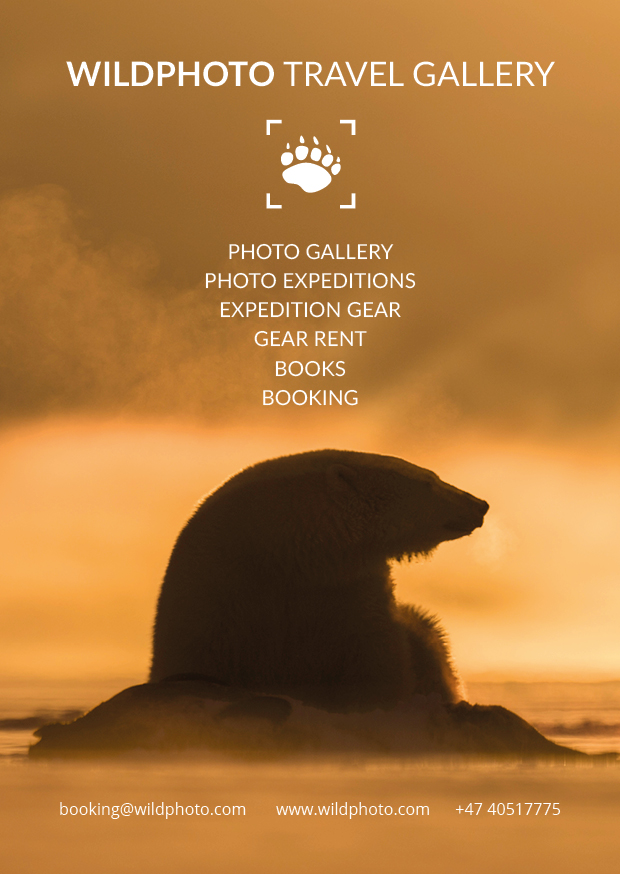 WILDPHOTO TRAVEL GALLERY
PHOTO GALLERY
PHOTO EXPEDITIONS
EXPEDITION GEAR
GEAR RENT
BOOKS
BOOKING
booking@wildphoto.com www.wildphoto.com +47 40517775